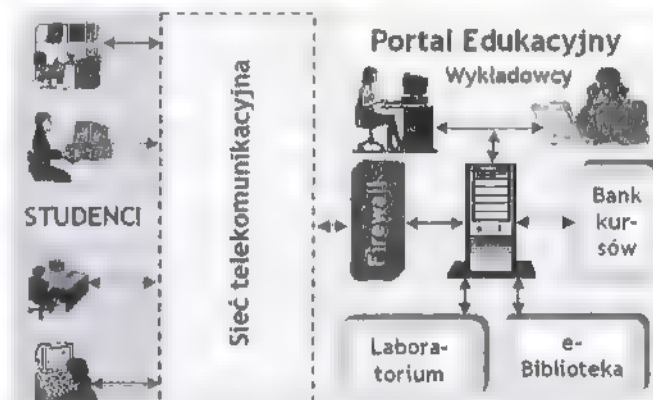 STUDENCI
Sieć telekomunikacyjna
Portal Edukacyjny
Wykładowcy
Firewall
Bank
kur-
sów
Labora-
torium
e-
Biblioteka